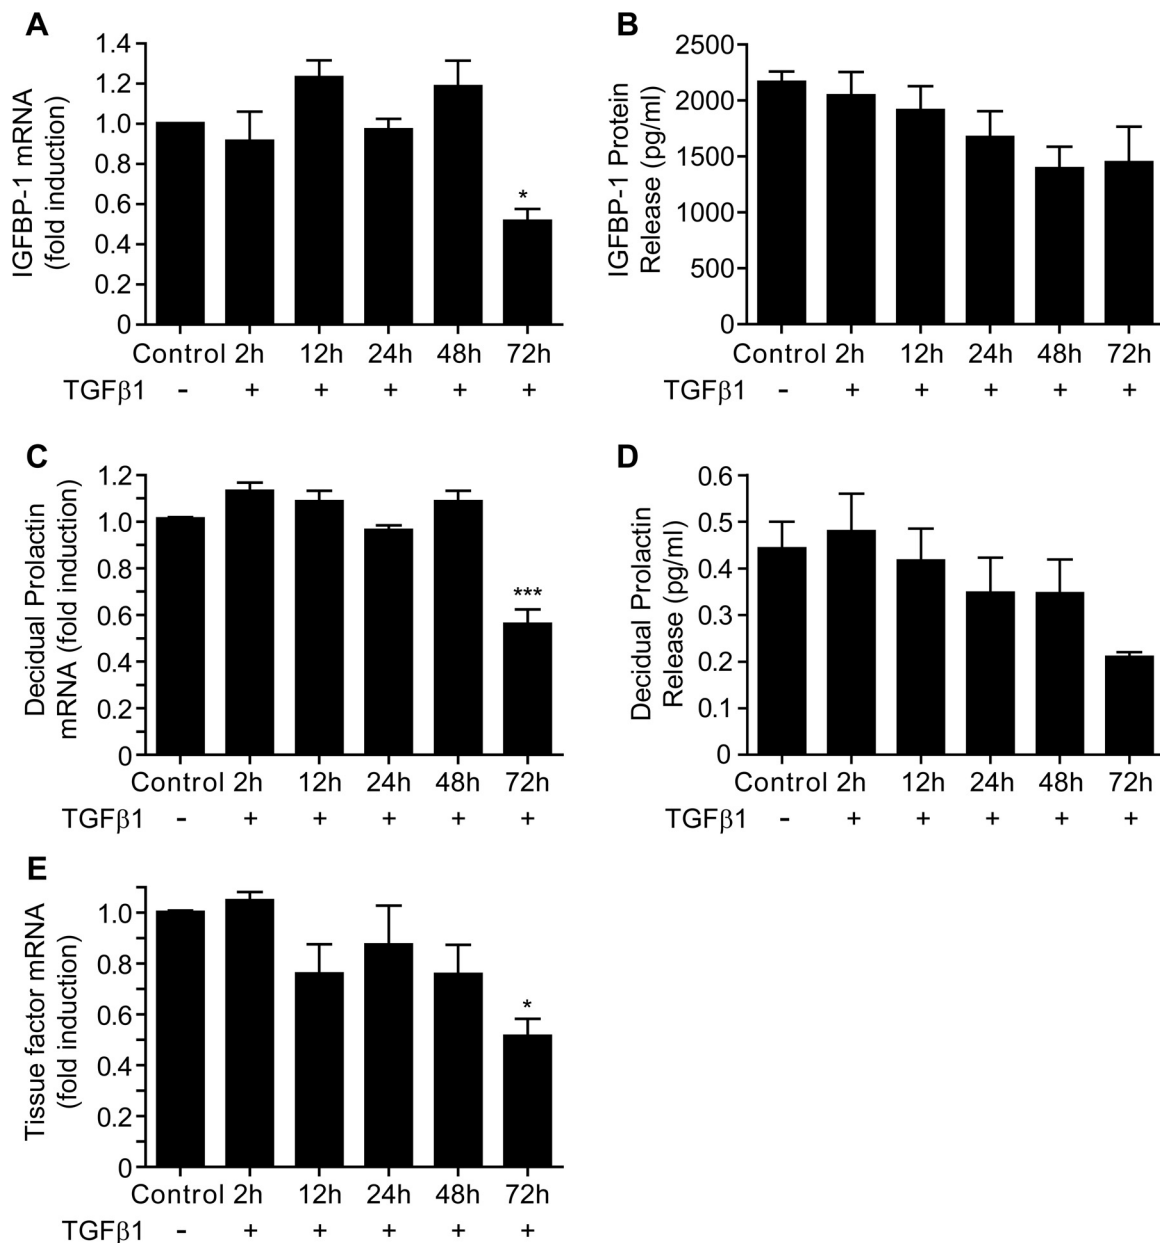 A
IGFBP-1 mRNA
(fold induction)
1.4
1.2
1.0
0.8
0.6
0.4
0.2
0
*
Control 2h 12h 24h 48h 72h
TGFβ1 - + + + + +
B
IGFBP-1 Protein
Release (pg/ml)
2500
2000
1500
1000
500
0
Control 2h 12h 24h 48h 72h
TGFβ1 - + + + + +
C
Decidual Prolactin
mRNA (fold induction)
1.2
1.0
0.8
0.6
0.4
0.2
0
***
Control 2h 12h 24h 48h 72h
TGFβ1 - + + + + +
D
Decidual Prolactin
Release (pg/ml)
0.6
0.5
0.4
0.3
0.2
0.1
0
Control 2h 12h 24h 48h 72h
TGFβ1 - + + + + +
E
Tissue factor mRNA
(fold induction)
1.0
0.8
0.6
0.4
0.2
0
*
Control 2h 12h 24h 48h 72h
TGFβ1 - + + + + +